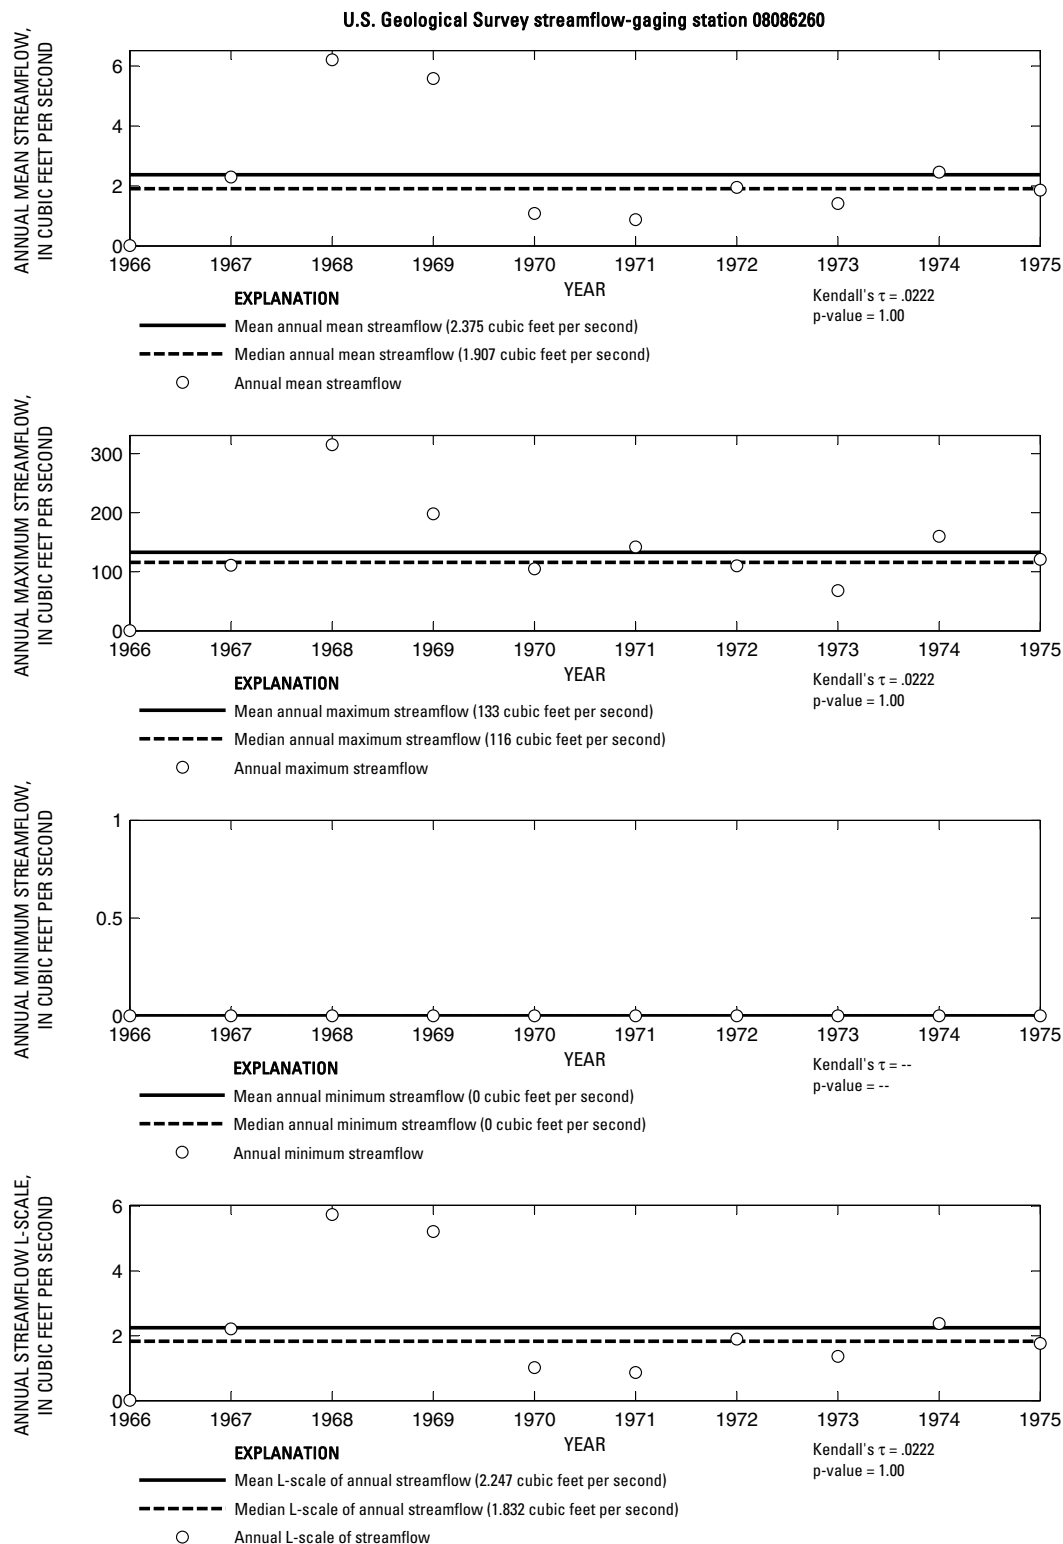 U.S. Geological Survey streamflow-gaging station 08086260
ANNUAL MEAN STREAMFLOW,
IN CUBIC FEET PER SECOND
6
4
2
0
1966 1967 1968 1969 1970 1971 1972 1973 1974 1975
YEAR
EXPLANATION
Mean annual mean streamflow (2.375 cubic feet per second)
Median annual mean streamflow (1.907 cubic feet per second)
Annual mean streamflow
Kendall's τ = .0222
p-value = 1.00
ANNUAL MAXIMUM STREAMFLOW,
IN CUBIC FEET PER SECOND
300
200
100
0
1966 1967 1968 1969 1970 1971 1972 1973 1974 1975
YEAR
EXPLANATION
Mean annual maximum streamflow (133 cubic feet per second)
Median annual maximum streamflow (116 cubic feet per second)
Annual maximum streamflow
Kendall's τ = .0222
p-value = 1.00
ANNUAL MINIMUM STREAMFLOW,
IN CUBIC FEET PER SECOND
1
0.5
0
1966 1967 1968 1969 1970 1971 1972 1973 1974 1975
YEAR
EXPLANATION
Mean annual minimum streamflow (0 cubic feet per second)
Median annual minimum streamflow (0 cubic feet per second)
Annual minimum streamflow
Kendall's τ = --
p-value = --
ANNUAL STREAMFLOW L-SCALE,
IN CUBIC FEET PER SECOND
6
4
2
0
1966 1967 1968 1969 1970 1971 1972 1973 1974 1975
YEAR
EXPLANATION
Mean L-scale of annual streamflow (2.247 cubic feet per second)
Median L-scale of annual streamflow (1.832 cubic feet per second)
Annual L-scale of streamflow
Kendall's τ = .0222
p-value = 1.00